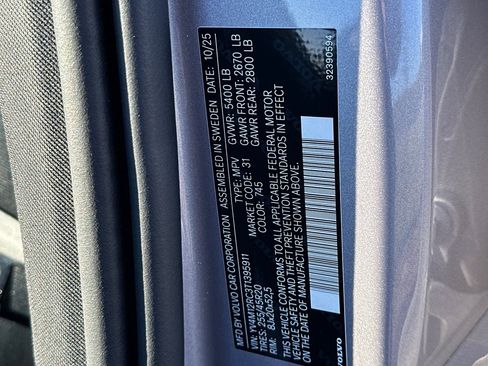 MFD BY VOLVO CAR CORPORATION ASSEMBLED IN SWEDEN DATE: 10/25
VIN: YV4M12RC3T1395911 TYPE: MPV GVWR: 5400 LB
TIRES: 255/45R20 MARKET CODE: 31 GAWR FRONT: 2670 LB
RIM: 8Jx20x52,5 COLOR: 745 GAWR REAR: 2800 LB
THIS VEHICLE CONFORMS TO ALL APPLICABLE FEDERAL MOTOR
VEHICLE SAFETY AND THEFT PREVENTION STANDARDS IN EFFECT
ON THE DATE OF MANUFACTURE SHOWN ABOVE.
VOLVO 32390594